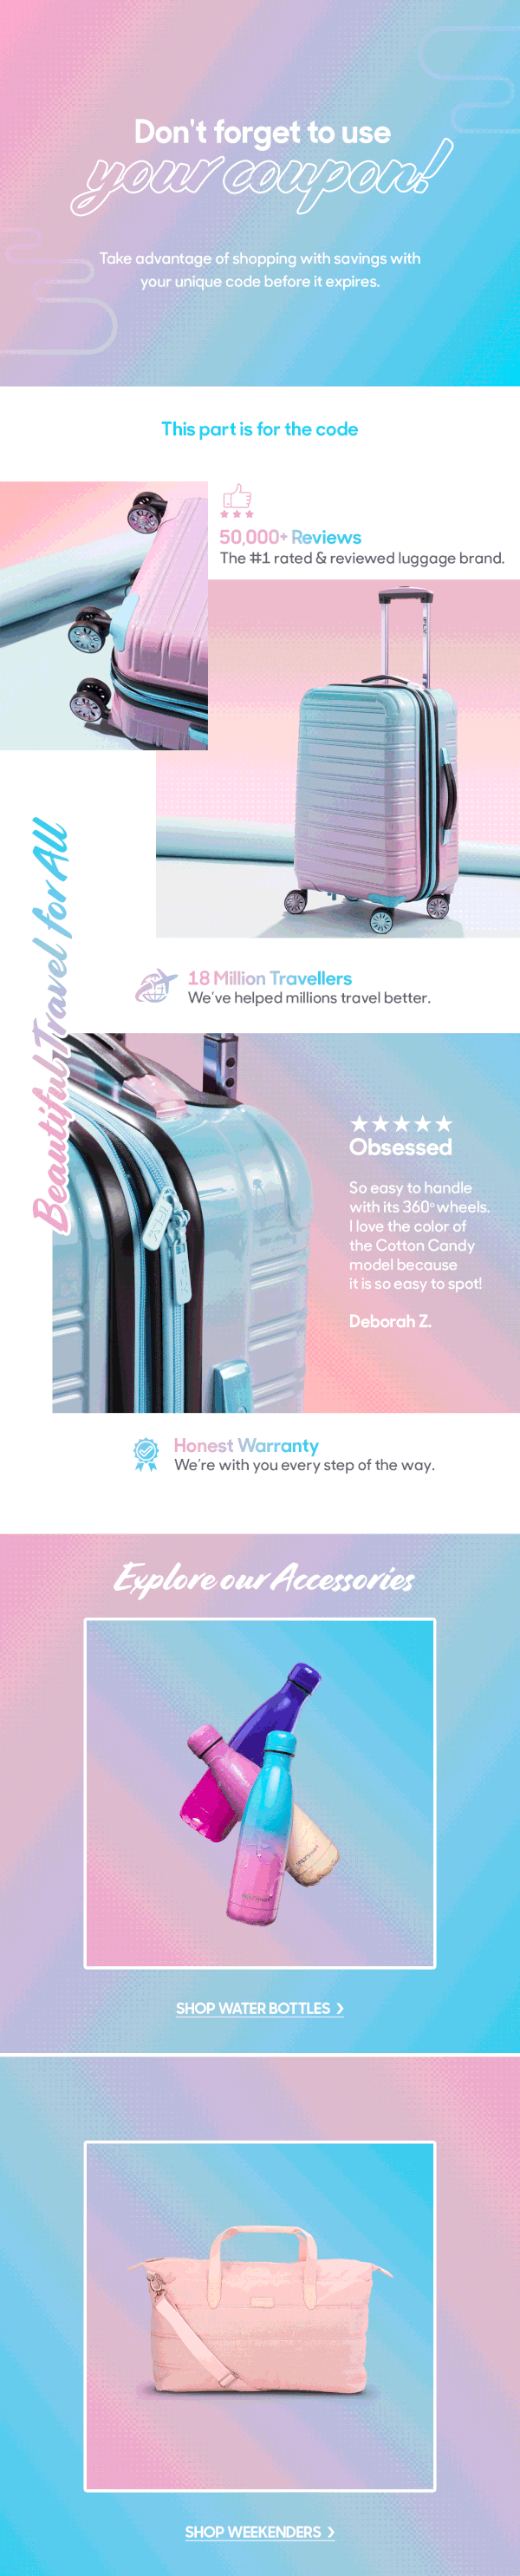 Don't forget to use
your coupon!
Take advantage of shopping with savings with
your unique code before it expires.
This part is for the code
50,000+ Reviews
The #1 rated & reviewed luggage brand.
Beautiful Travel for All
18 Million Travellers
We've helped millions travel better.
★★★★★
Obsessed
So easy to handle
with its 360° wheels.
I love the color of
the Cotton Candy
model because
it is so easy to spot!
Deborah Z.
Honest Warranty
We're with you every step of the way.
Explore our Accessories
SHOP WATER BOTTLES ❯
SHOP WEEKENDERS ❯